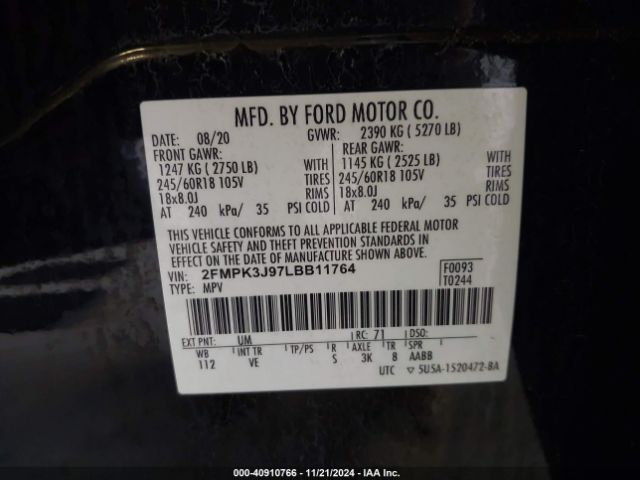 MFD. BY FORD MOTOR CO.
DATE: 08/20 GVWR: 2390 KG ( 5270 LB)
FRONT GAWR: REAR GAWR:
1247 KG ( 2750 LB) WITH 1145 KG ( 2525 LB) WITH
245/60R18 105V TIRES 245/60R18 105V TIRES
18x8.0J RIMS 18x8.0J RIMS
AT 240 kPa/ 35 PSI COLD AT 240 kPa/ 35 PSI COLD
THIS VEHICLE CONFORMS TO ALL APPLICABLE FEDERAL MOTOR
VEHICLE SAFETY AND THEFT PREVENTION STANDARDS IN
EFFECT ON THE DATE OF MANUFACTURE SHOWN ABOVE.
VIN: 2FMPK3J97LBB11764 F0093
TYPE: MPV T0244
EXT PNT: UM RC: 71 DSO:
WB INT TR TP/PS R AXLE TR SPR
112 VE S 3K 8 AABB
UTC ▽ 5USA-1520472-BA
000-40910766 — 11/21/2024 — IAA Inc.